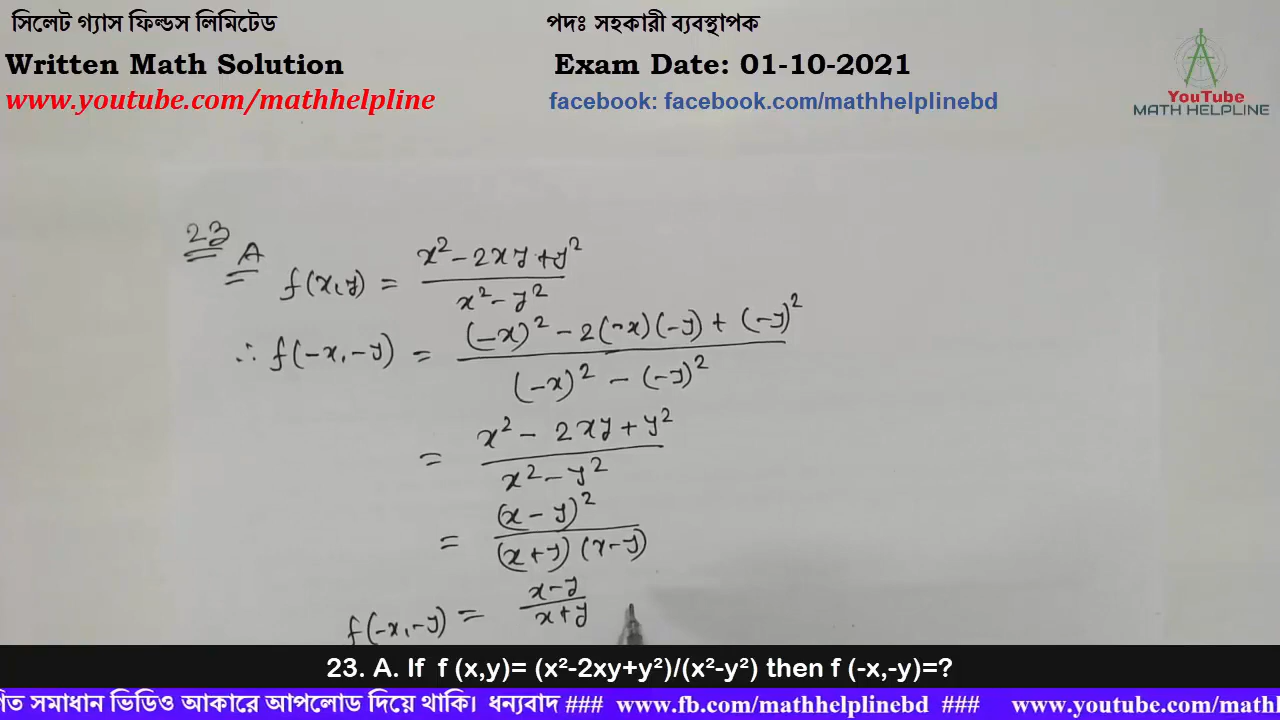 সিলেট গ্যাস ফিল্ডস লিমিটেড
পদঃ সহকারী ব্যবস্থাপক
Written Math Solution
Exam Date: 01-10-2021
www.youtube.com/mathhelpline
facebook: facebook.com/mathhelplinebd
YouTube
MATH HELPLINE
23 A
f(x,y) = (x² - 2xy + y²) / (x² - y²)
∴ f(-x,-y) = ((-x)² - 2(-x)(-y) + (-y)²) / ((-x)² - (-y)²)
= (x² - 2xy + y²) / (x² - y²)
= (x-y)² / (x+y)(x-y)
f(-x,-y) = (x-y) / (x+y)
23. A. If f (x,y)= (x²-2xy+y²)/(x²-y²) then f (-x,-y)=?
সমাধান ভিডিও আকারে আপলোড দিয়ে থাকি। ধন্যবাদ ### www.fb.com/mathhelplinebd ### www.youtube.com/math